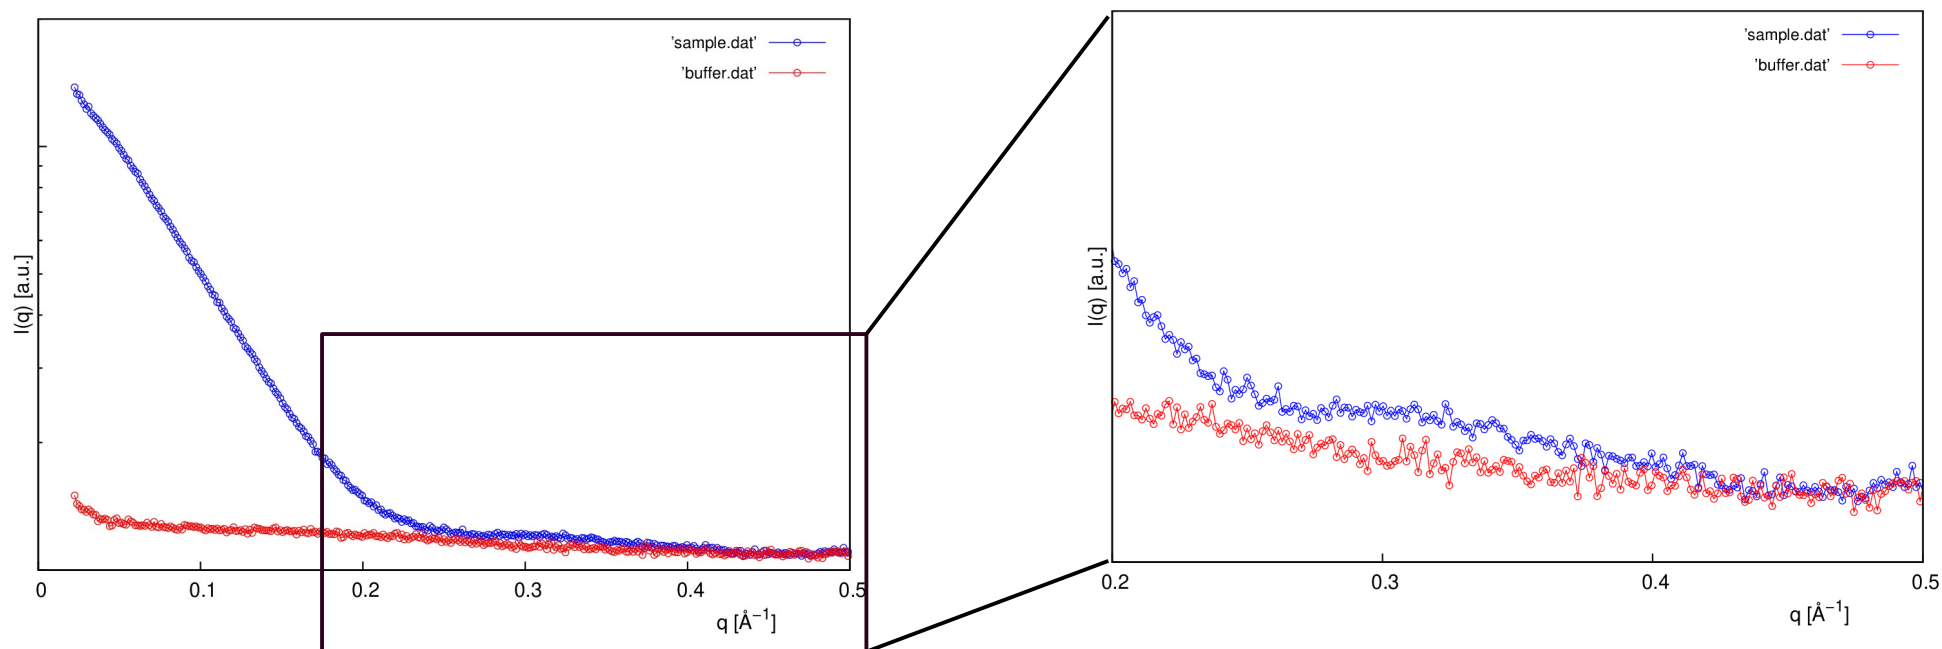 'sample.dat'
'buffer.dat'
I(q) [a.u.]
0 0.1 0.2 0.3 0.4 0.5
q [Å⁻¹]
'sample.dat'
'buffer.dat'
I(q) [a.u.]
0.2 0.3 0.4 0.5
q [Å⁻¹]